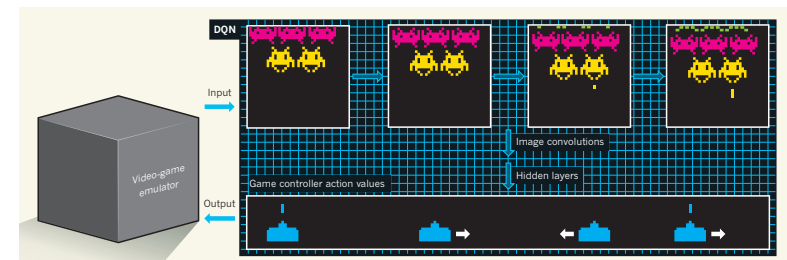 DQN
Input
Video-game
emulator
Image convolutions
Hidden layers
Game controller action values
Output